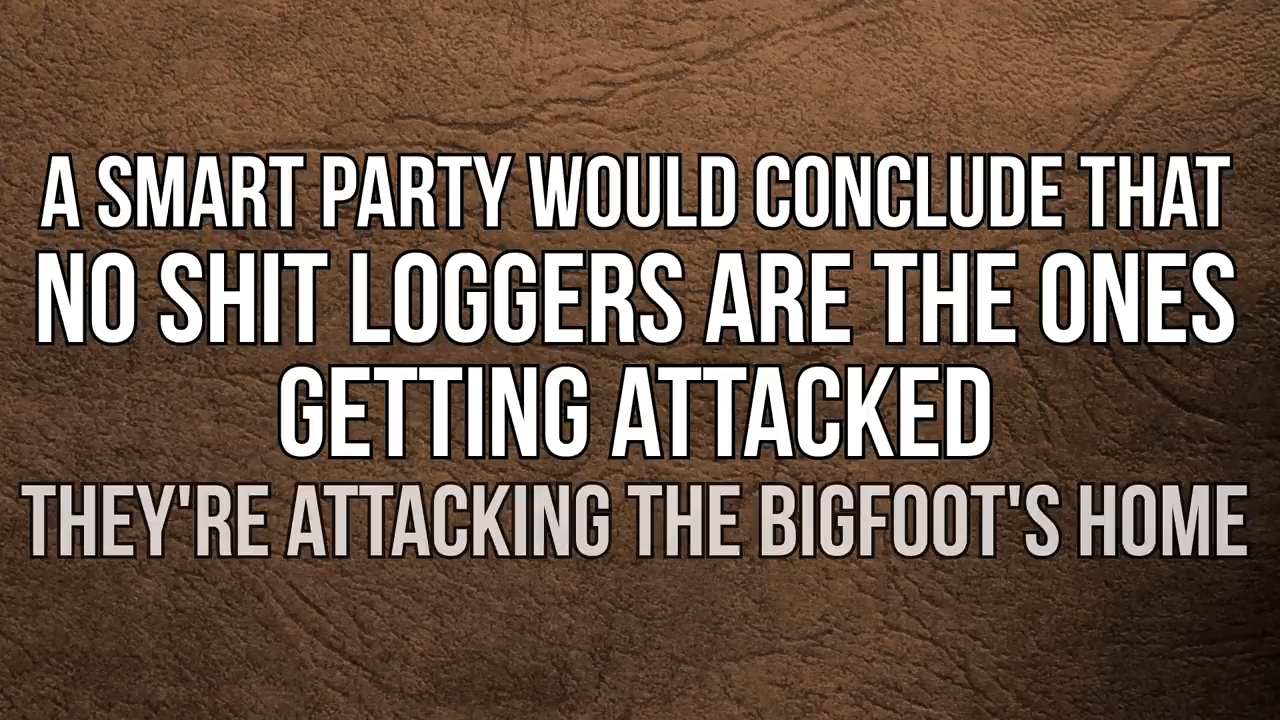 A SMART PARTY WOULD CONCLUDE THAT
NO SHIT LOGGERS ARE THE ONES
GETTING ATTACKED
THEY'RE ATTACKING THE BIGFOOT'S HOME